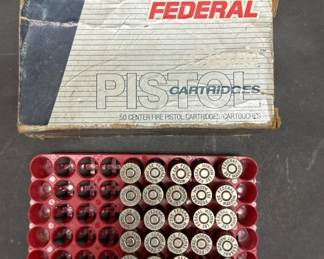 FEDERAL
PISTOL
CARTRIDGES
50 CENTER FIRE PISTOL CARTRIDGES/CARTOUCHES